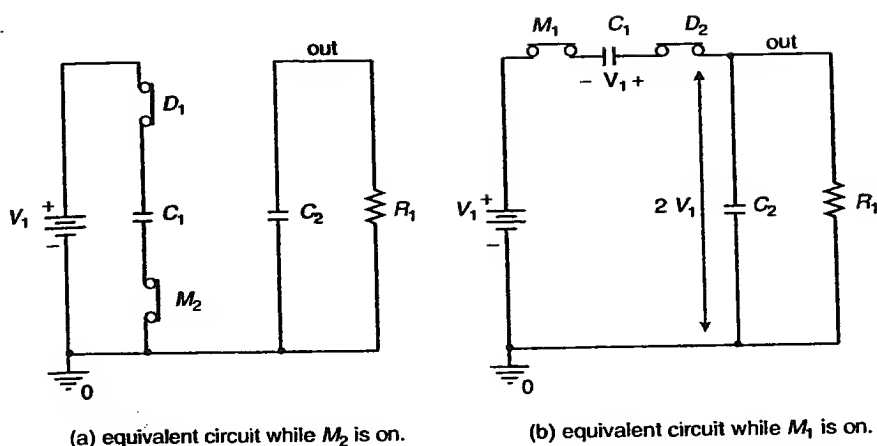 out
D₁
+
V₁
−
C₁
C₂
R₁
M₂
0
(a) equivalent circuit while M₂ is on.
M₁ C₁ D₂
out
− V₁ +
+
V₁
−
2 V₁
C₂
R₁
0
(b) equivalent circuit while M₁ is on.